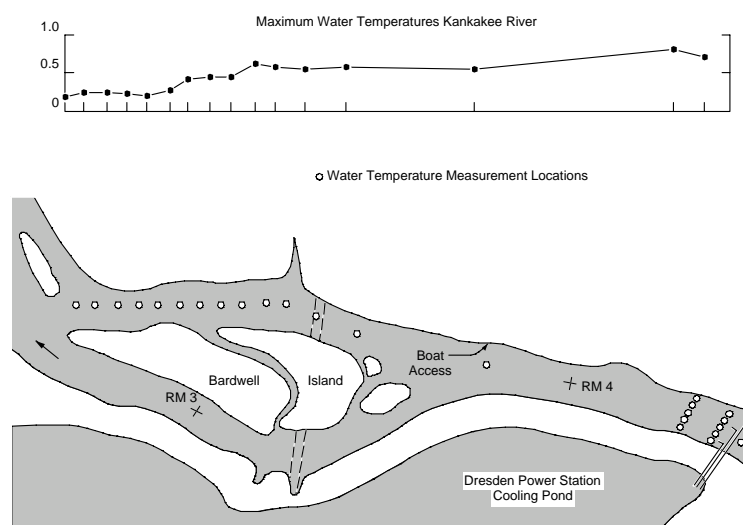 Maximum Water Temperatures Kankakee River
1.0
0.5
0
Water Temperature Measurement Locations
Boat
Access
Bardwell
Island
RM 3
RM 4
Dresden Power Station
Cooling Pond